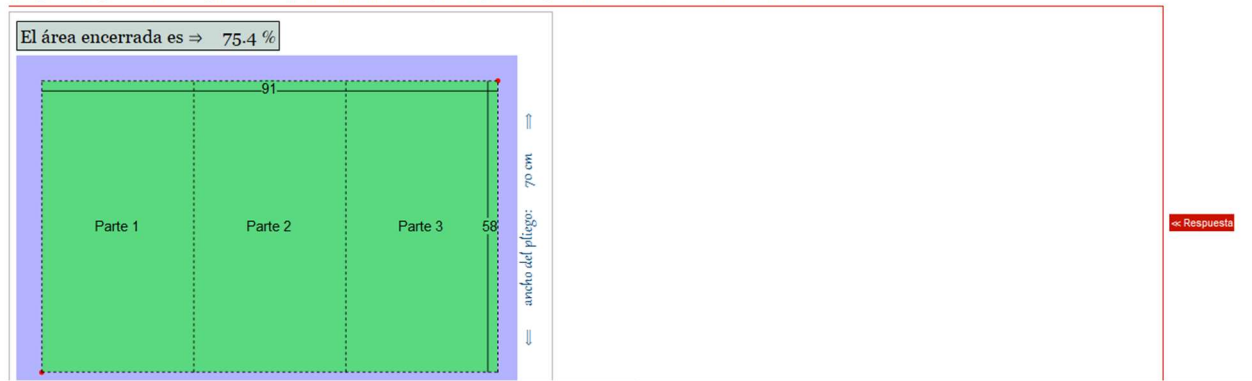 El área encerrada es ⇒ 75.4 %
91
Parte 1 Parte 2 Parte 3 58
⇐ ancho del pliego: 70 cm ⇒
<< Respuesta